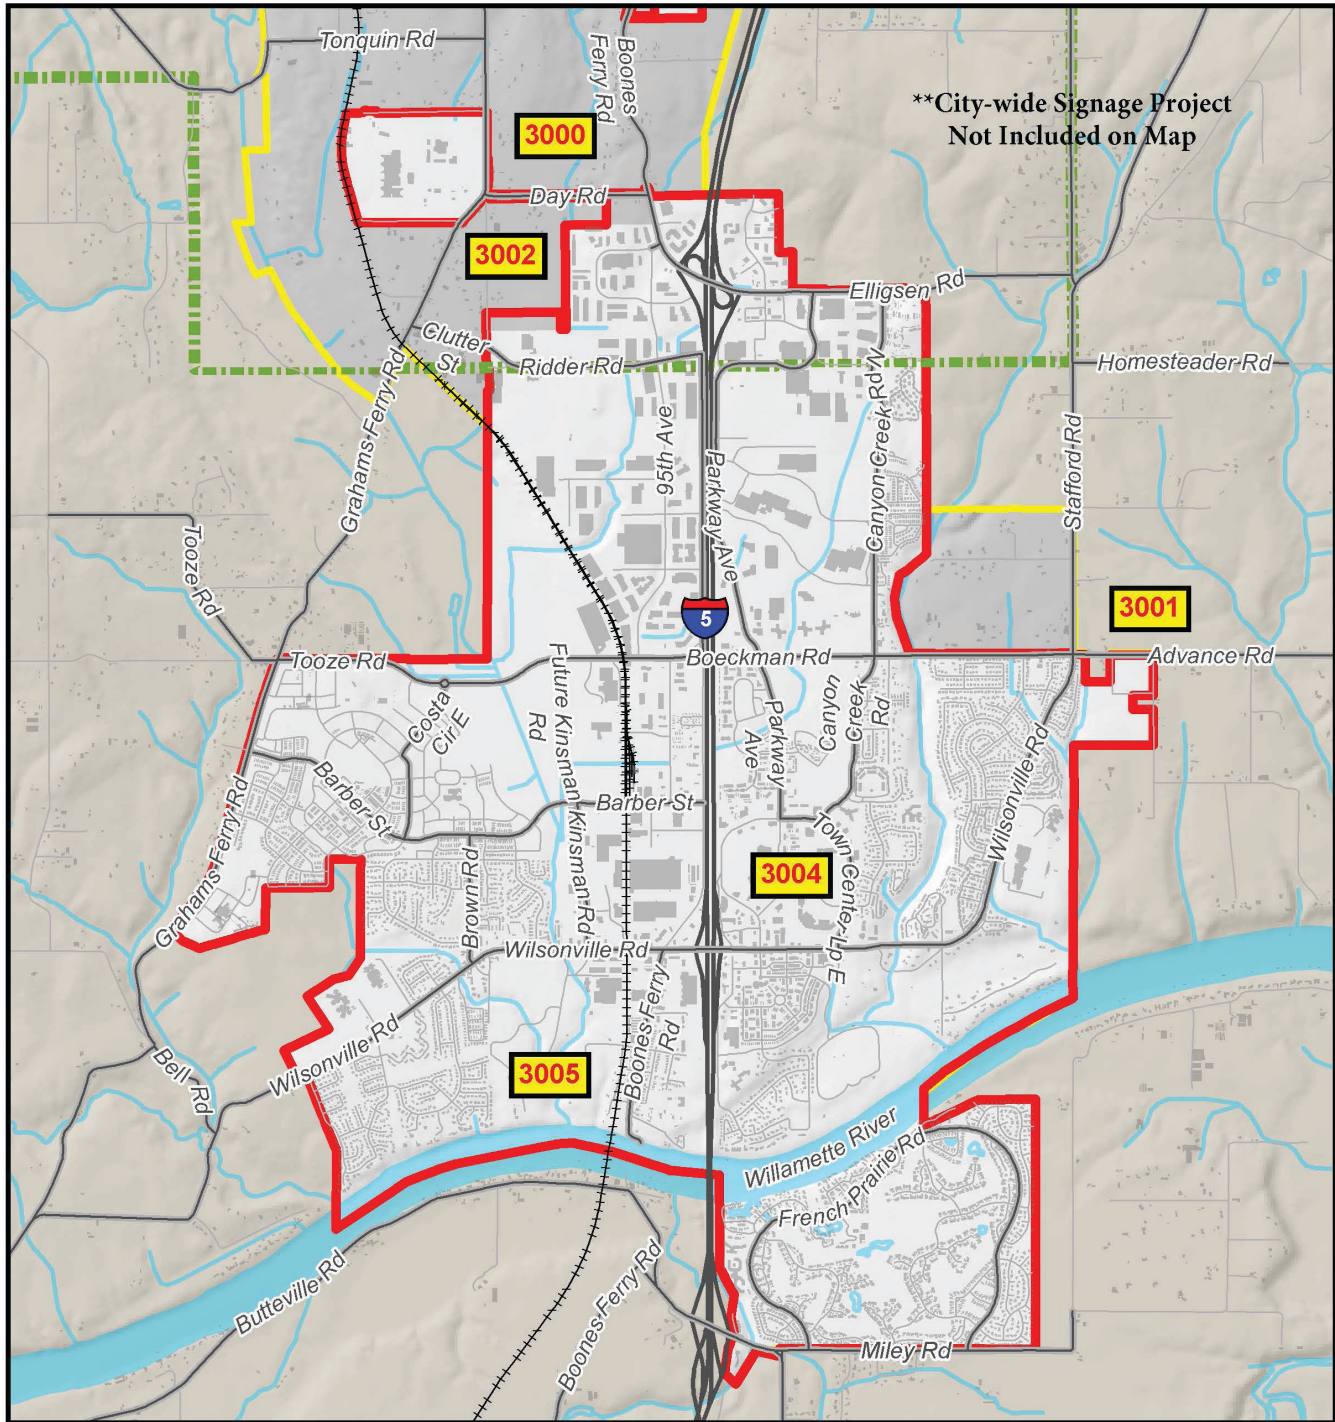 Tonquin Rd
Boones
Ferry Rd
**City-wide Signage Project
Not Included on Map
3000
Day Rd
3002
Elligsen Rd
Clutter
St
Ridder Rd
Homesteader Rd
Grahams Ferry Rd
95th Ave
Parkway Ave
Canyon Creek Rd N
Stafford Rd
Tooze Rd
5
3001
Tooze Rd
Boeckman Rd
Advance Rd
Costa
Cir E
Future Kinsman
Rd
Canyon
Creek
Rd
Parkway
Ave
Wilsonville Rd
Barber St
Barber St
Grahams Ferry Rd
Kinsman Rd
Town Center Lp E
3004
Brown Rd
Wilsonville Rd
Boones Ferry
Rd
Wilsonville Rd
Bell Rd
3005
Willamette River
French Prairie Rd
Butteville Rd
Boones Ferry Rd
Miley Rd